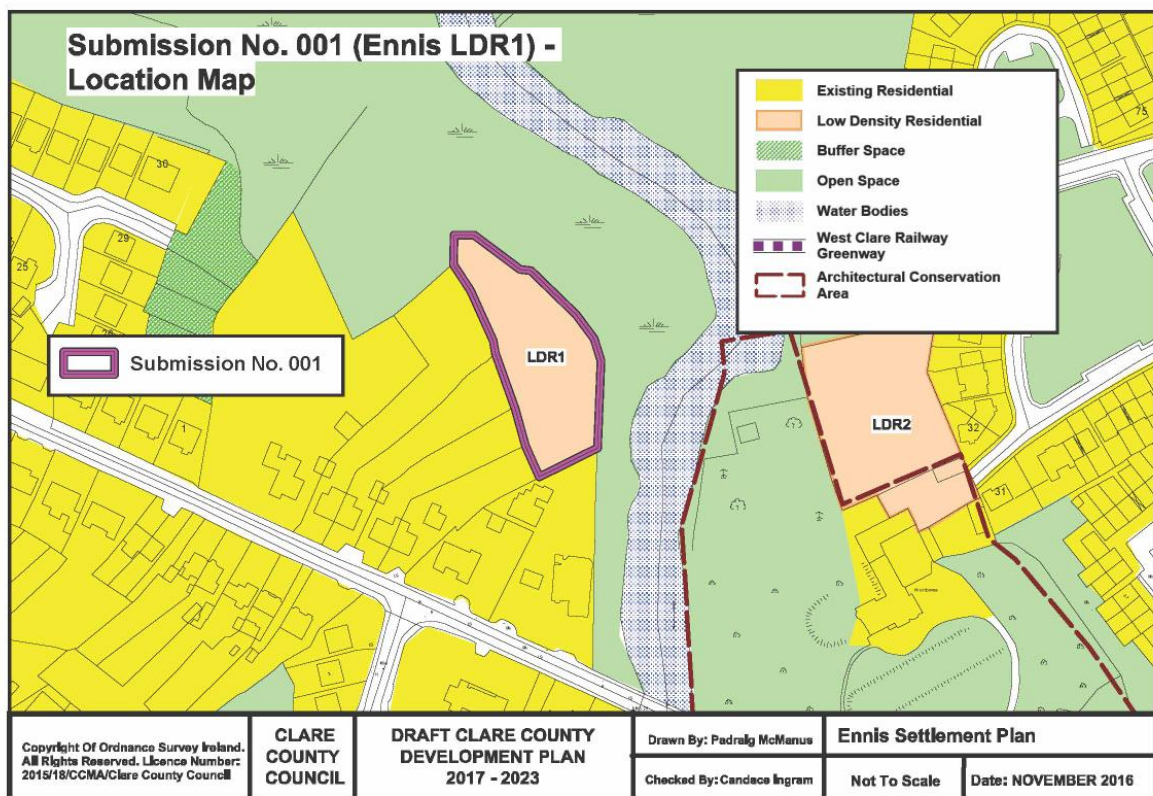 Submission No. 001 (Ennis LDR1) -
Location Map
Existing Residential
Low Density Residential
Buffer Space
Open Space
Water Bodies
West Clare Railway
Greenway
Architectural Conservation
Area
75
30
29
25
Submission No. 001
1
LDR1
LDR2
32
31
Copyright Of Ordnance Survey Ireland.
All Rights Reserved. Licence Number:
2015/18/CCMA/Clare County Council
CLARE
COUNTY
COUNCIL
DRAFT CLARE COUNTY
DEVELOPMENT PLAN
2017 - 2023
Drawn By: Padraig McManus
Checked By: Candace Ingram
Ennis Settlement Plan
Not To Scale
Date: NOVEMBER 2016